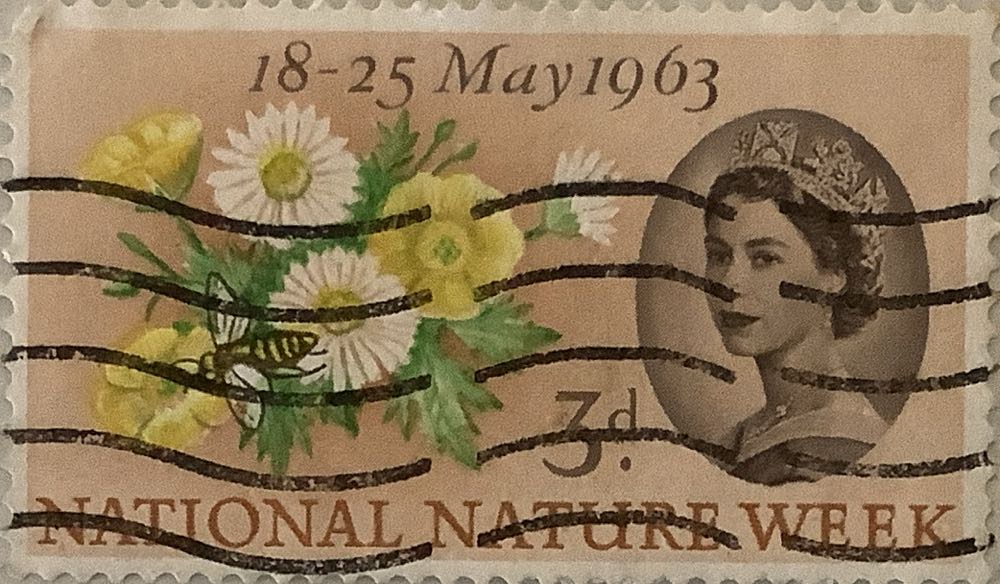 18-25 May 1963
3d.
NATIONAL NATURE WEEK